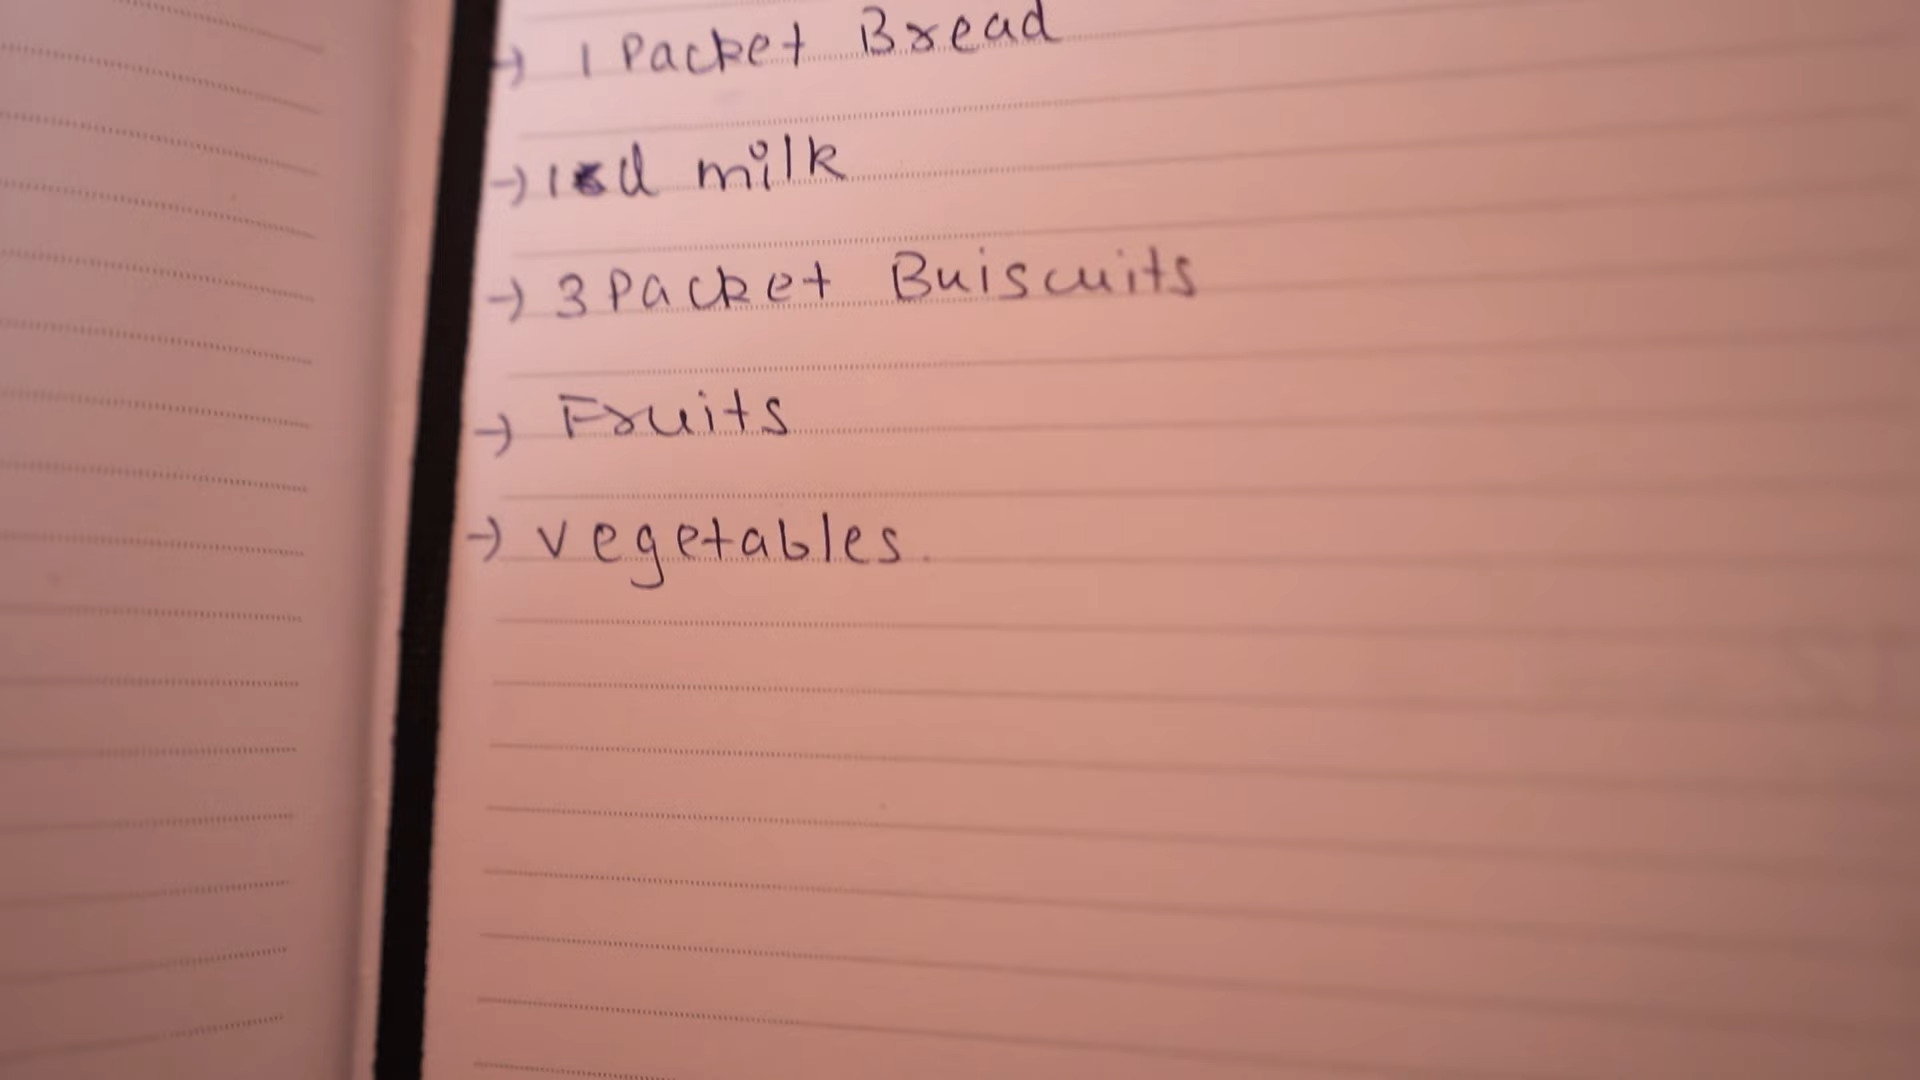 → 1 Packet Bread
→ milk
→ 3 Packet Buiscuits
→ Fruits
→ vegetables.